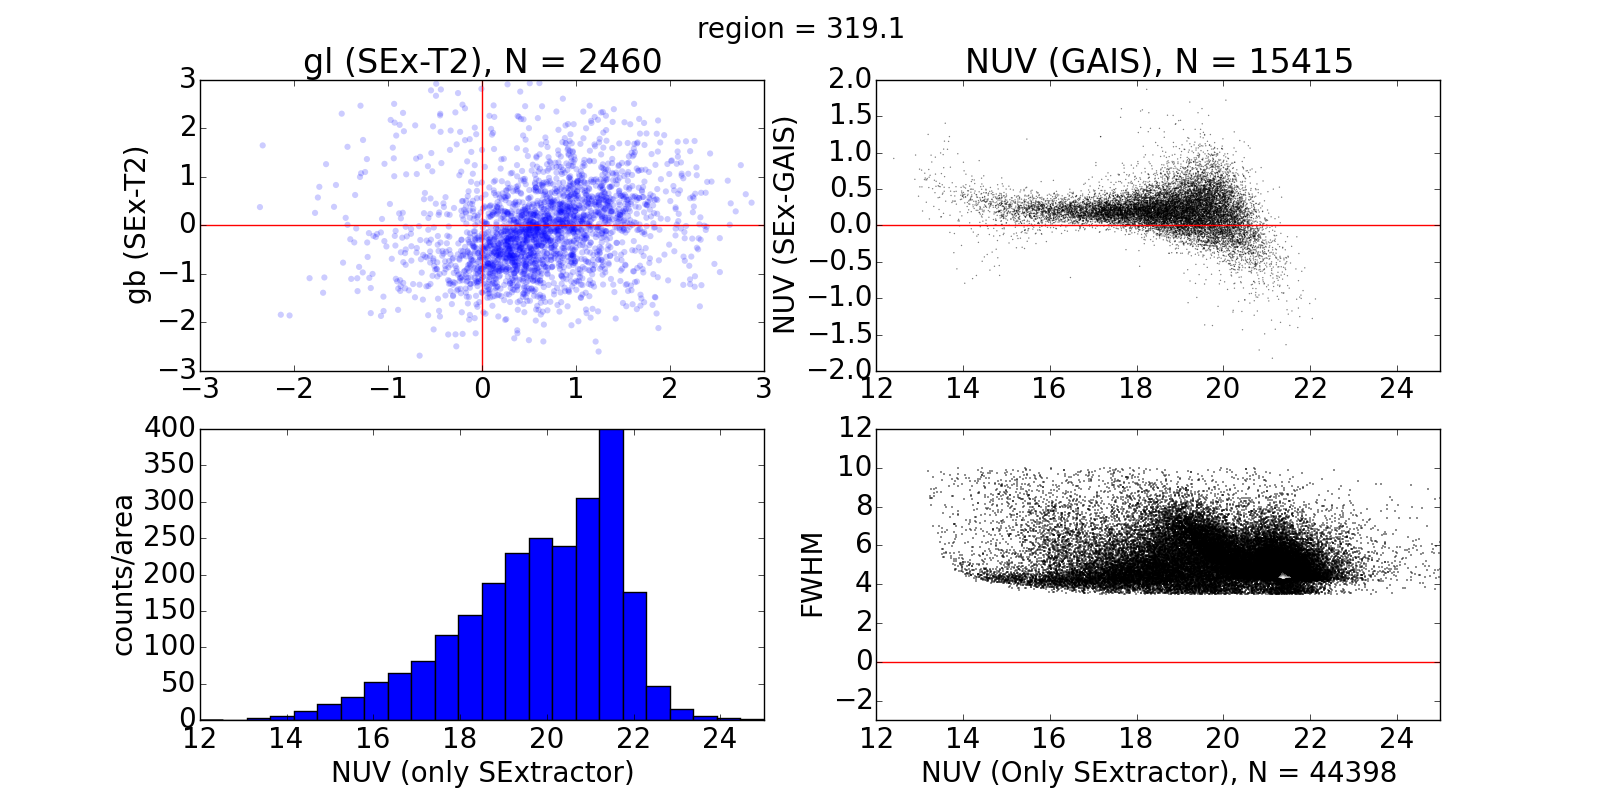 region = 319.1
gl (SEx-T2), N = 2460
3
2
1
0
−1
−2
−3
gb (SEx-T2)
−3 −2 −1 0 1 2 3
NUV (GAIS), N = 15415
2.0
1.5
1.0
0.5
0.0
−0.5
−1.0
−1.5
−2.0
NUV (SEx-GAIS)
12 14 16 18 20 22 24
400
350
300
250
200
150
100
50
0
counts/area
12 14 16 18 20 22 24
NUV (only SExtractor)
12
10
8
6
4
2
0
−2
FWHM
12 14 16 18 20 22 24
NUV (Only SExtractor), N = 44398